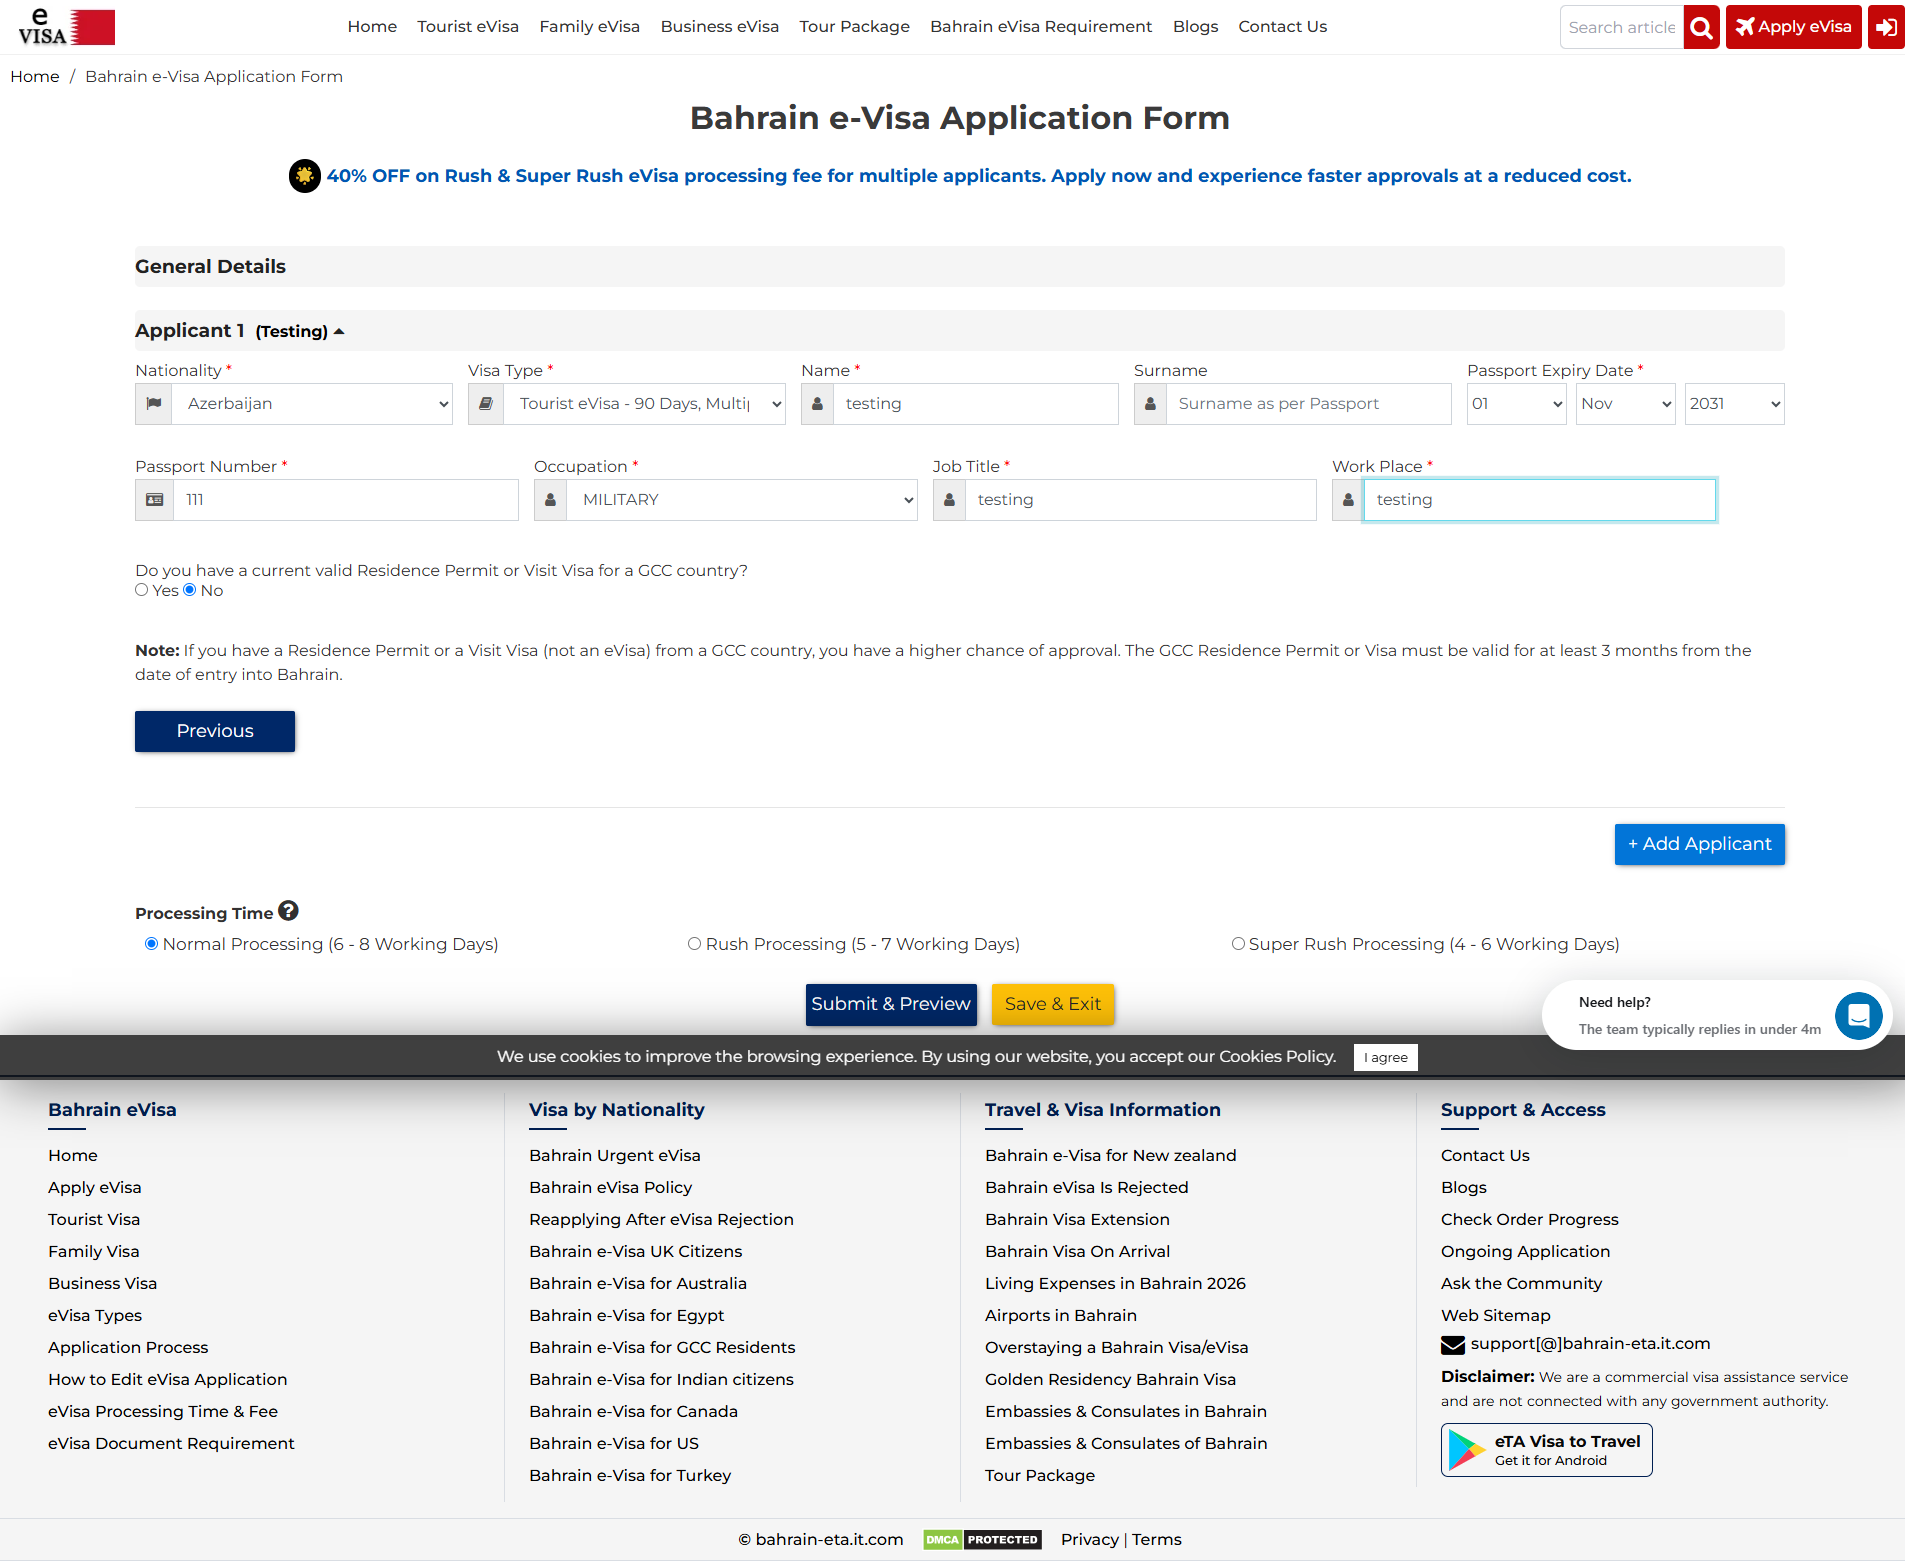 e
VISA
Home Tourist eVisa Family eVisa Business eVisa Tour Package Bahrain eVisa Requirement Blogs Contact Us
Search article
Apply eVisa
Home / Bahrain e-Visa Application Form
Bahrain e-Visa Application Form
40% OFF on Rush & Super Rush eVisa processing fee for multiple applicants. Apply now and experience faster approvals at a reduced cost.
General Details
Applicant 1 (Testing)
Nationality * Visa Type * Name * Surname Passport Expiry Date *
Azerbaijan Tourist eVisa - 90 Days, Multip testing Surname as per Passport 01 Nov 2031
Passport Number * Occupation * Job Title * Work Place *
111 MILITARY testing testing
Do you have a current valid Residence Permit or Visit Visa for a GCC country?
Yes No
Note: If you have a Residence Permit or a Visit Visa (not an eVisa) from a GCC country, you have a higher chance of approval. The GCC Residence Permit or Visa must be valid for at least 3 months from the
date of entry into Bahrain.
Previous
+ Add Applicant
Processing Time ?
Normal Processing (6 - 8 Working Days) Rush Processing (5 - 7 Working Days) Super Rush Processing (4 - 6 Working Days)
Submit & Preview Save & Exit
Need help?
The team typically replies in under 4m
We use cookies to improve the browsing experience. By using our website, you accept our Cookies Policy. I agree
Bahrain eVisa
Home
Apply eVisa
Tourist Visa
Family Visa
Business Visa
eVisa Types
Application Process
How to Edit eVisa Application
eVisa Processing Time & Fee
eVisa Document Requirement
Visa by Nationality
Bahrain Urgent eVisa
Bahrain eVisa Policy
Reapplying After eVisa Rejection
Bahrain e-Visa UK Citizens
Bahrain e-Visa for Australia
Bahrain e-Visa for Egypt
Bahrain e-Visa for GCC Residents
Bahrain e-Visa for Indian citizens
Bahrain e-Visa for Canada
Bahrain e-Visa for US
Bahrain e-Visa for Turkey
Travel & Visa Information
Bahrain e-Visa for New zealand
Bahrain eVisa Is Rejected
Bahrain Visa Extension
Bahrain Visa On Arrival
Living Expenses in Bahrain 2026
Airports in Bahrain
Overstaying a Bahrain Visa/eVisa
Golden Residency Bahrain Visa
Embassies & Consulates in Bahrain
Embassies & Consulates of Bahrain
Tour Package
Support & Access
Contact Us
Blogs
Check Order Progress
Ongoing Application
Ask the Community
Web Sitemap
support[@]bahrain-eta.it.com
Disclaimer: We are a commercial visa assistance service
and are not connected with any government authority.
eTA Visa to Travel
Get it for Android
© bahrain-eta.it.com DMCA PROTECTED Privacy | Terms